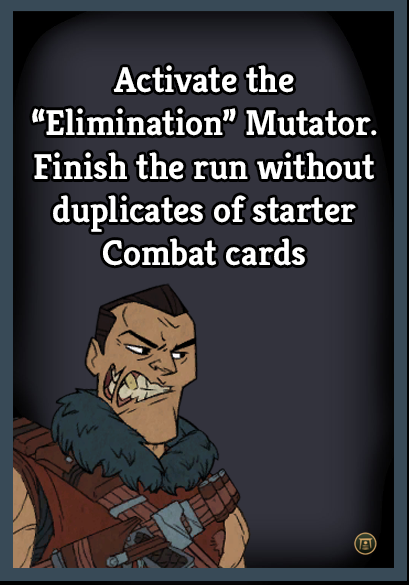 Activate the
“Elimination” Mutator.
Finish the run without
duplicates of starter
Combat cards